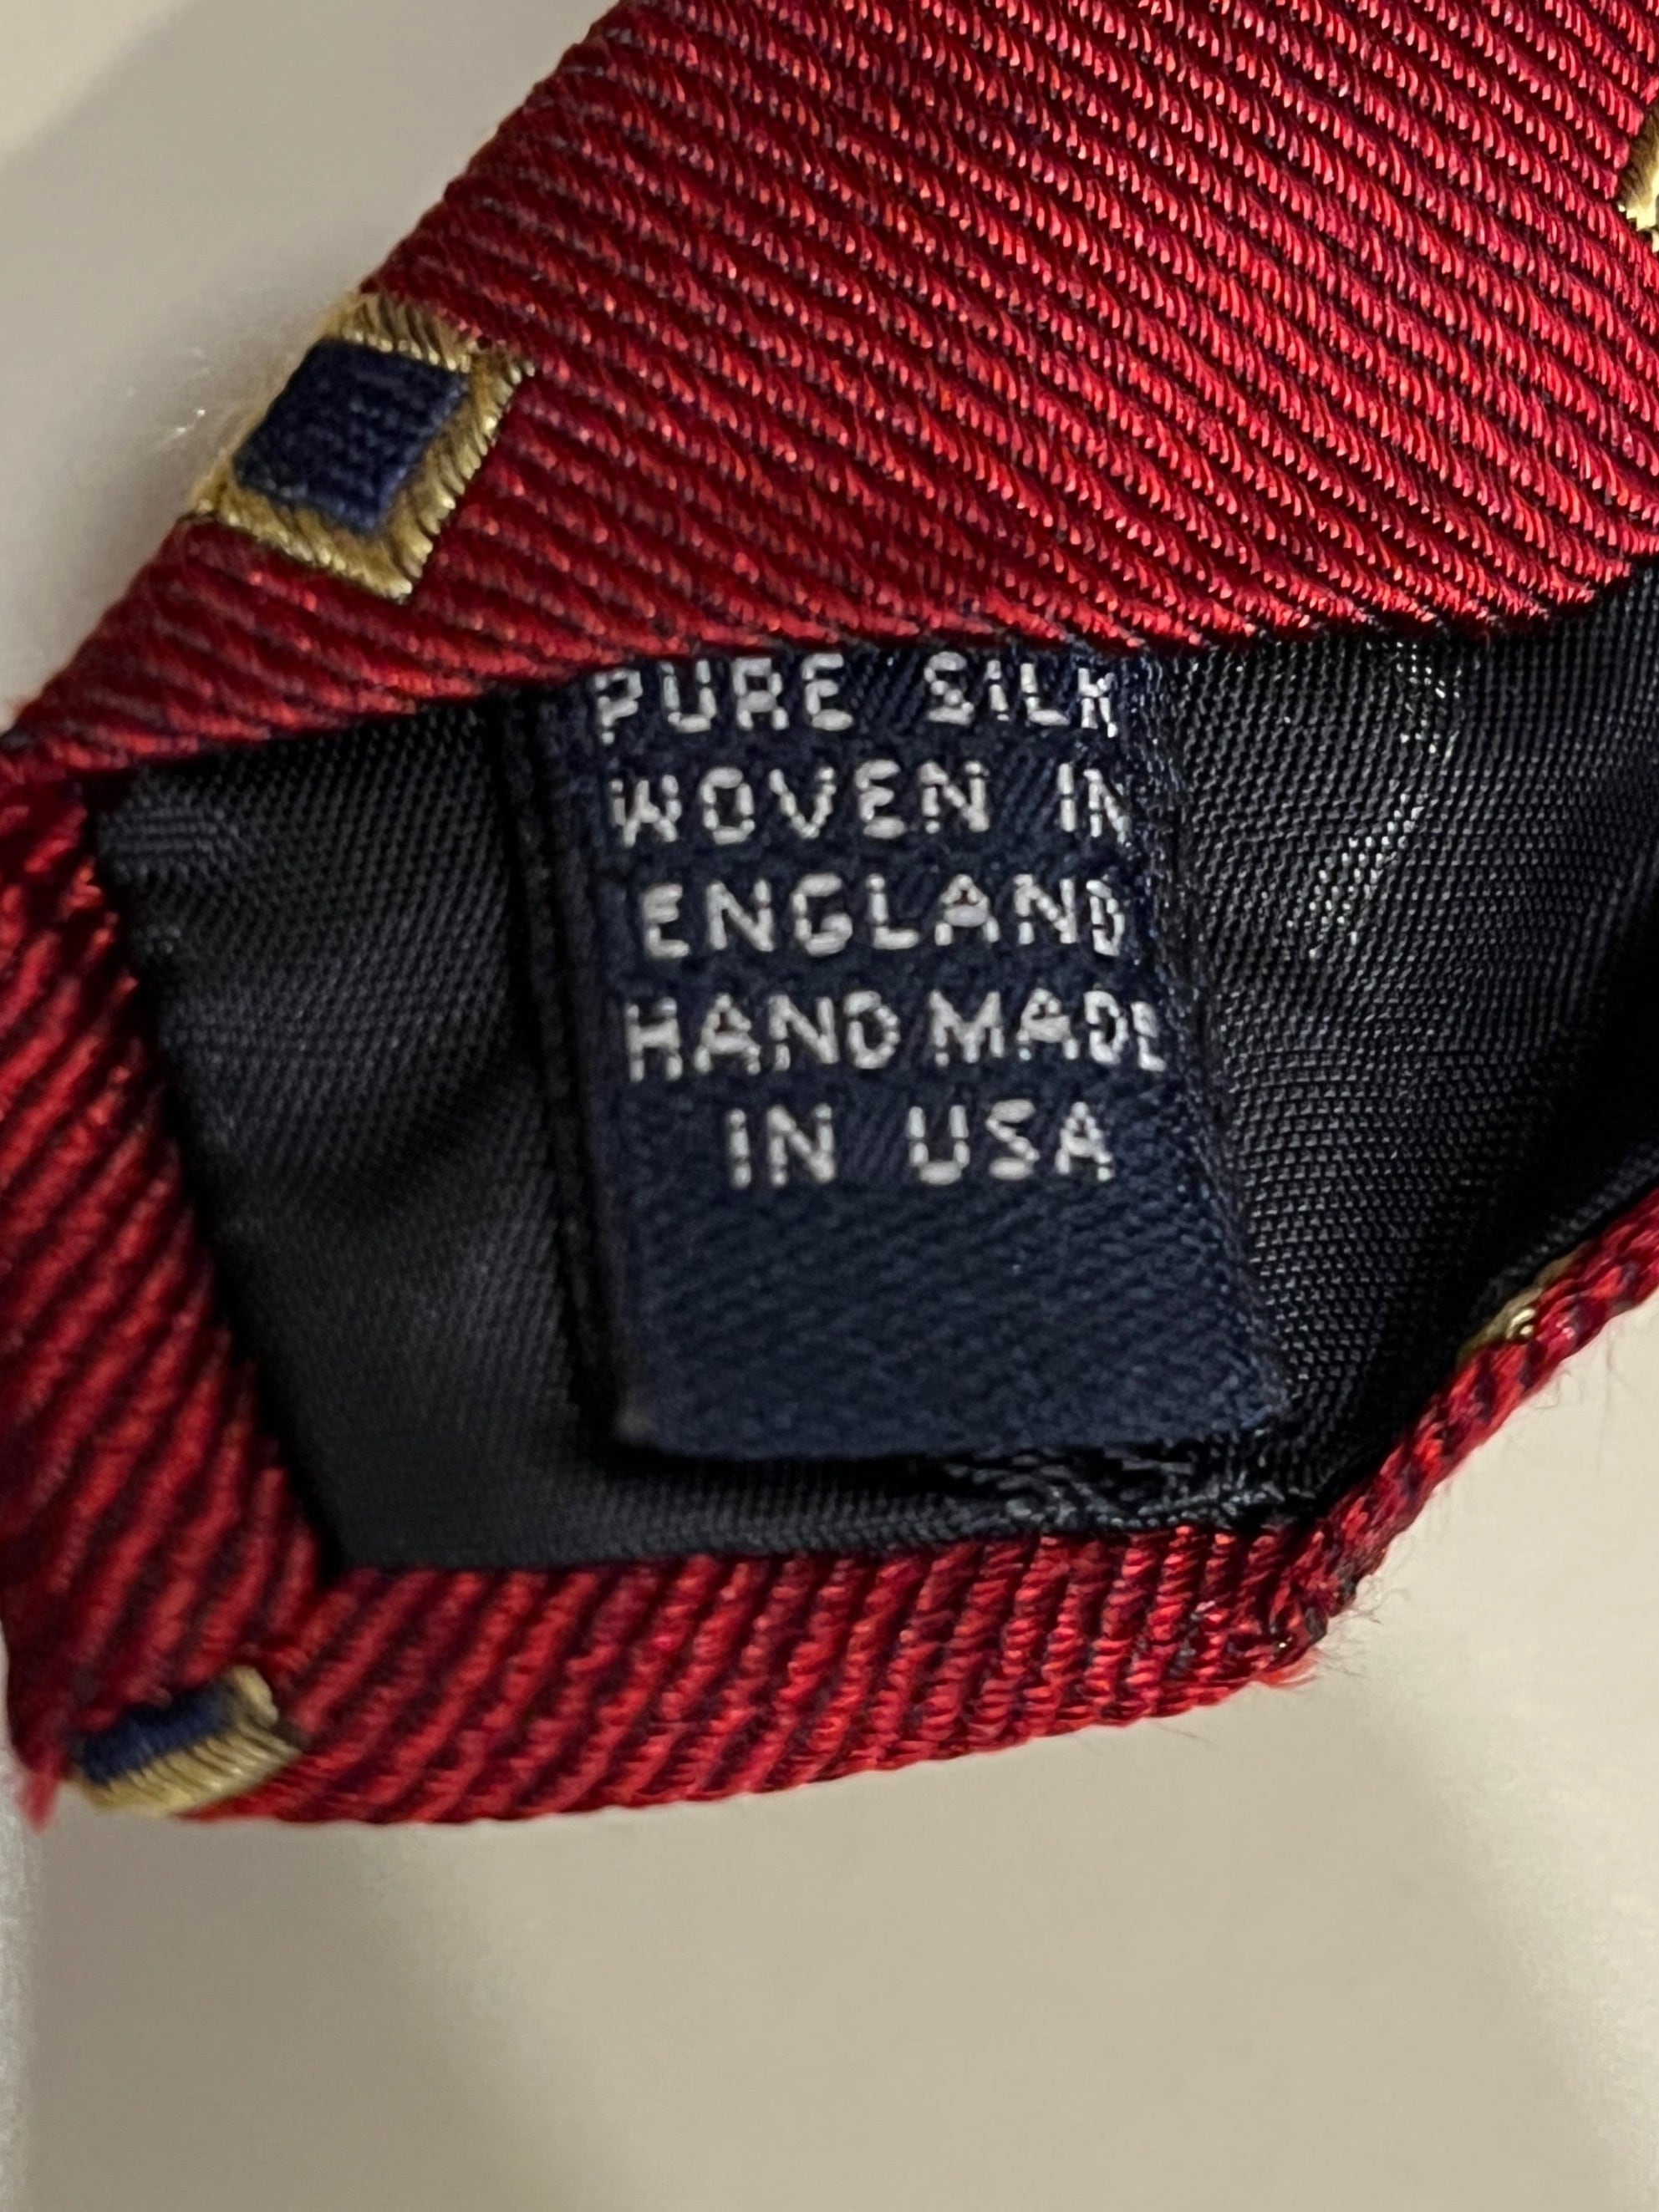 PURE SILK
WOVEN IN
ENGLAND
HAND MADE
IN USA